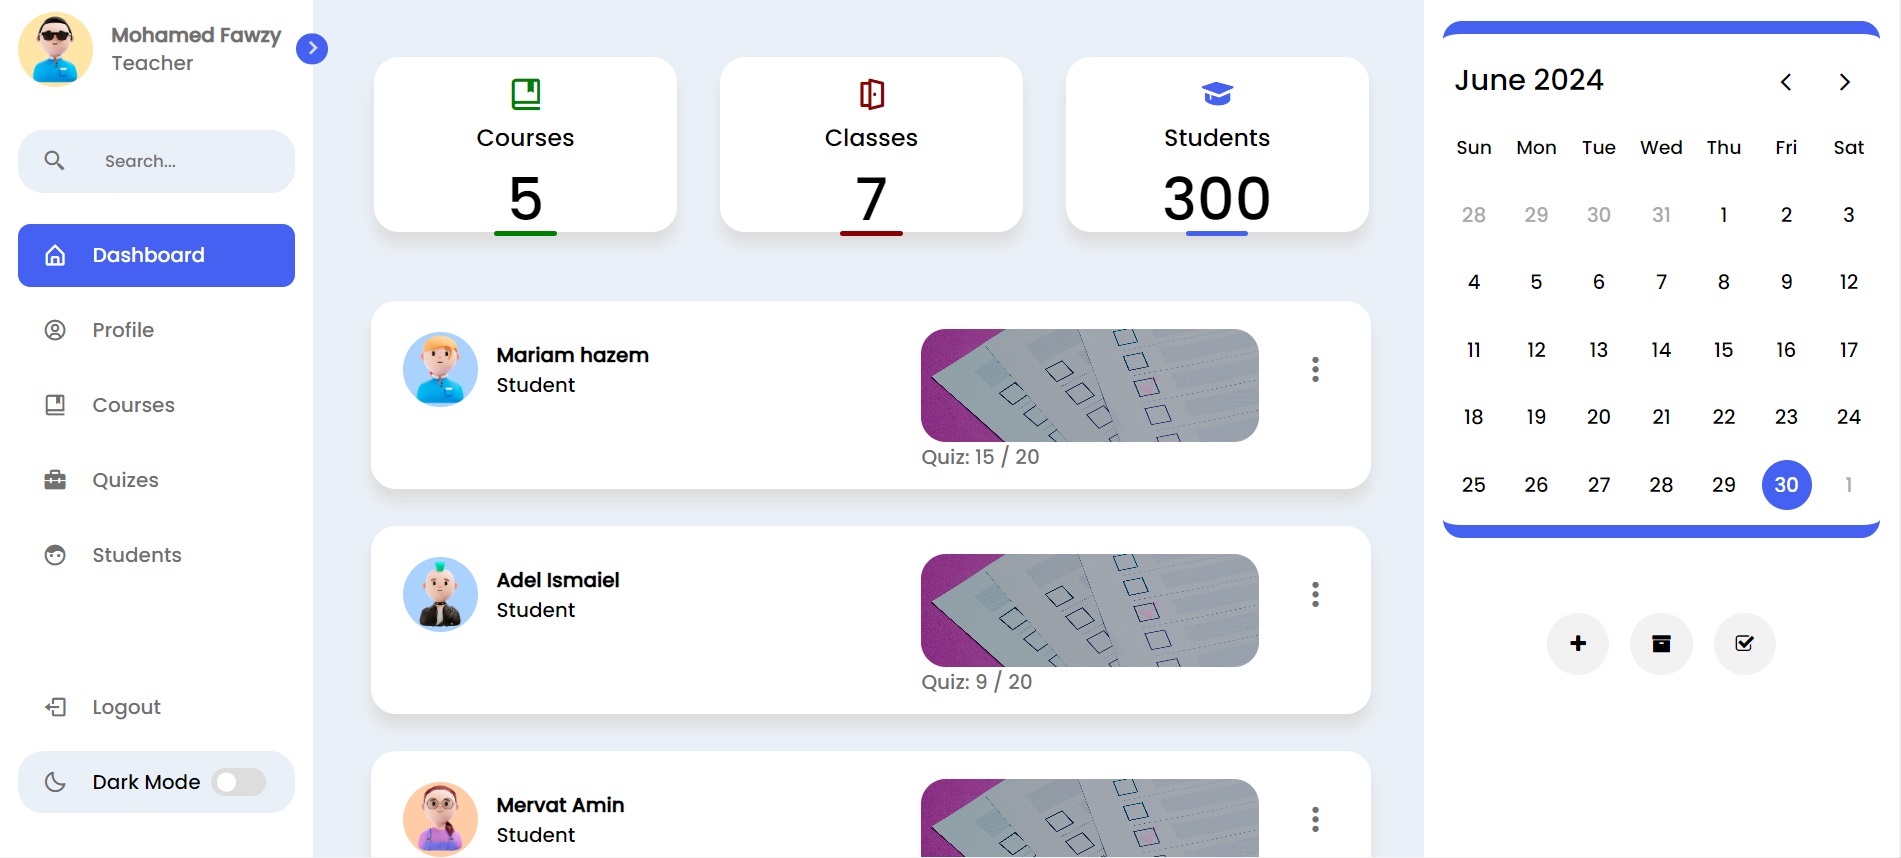 Mohamed Fawzy
Teacher
Search...
Dashboard
Profile
Courses
Quizes
Students
Logout
Dark Mode
Courses
5
Classes
7
Students
300
Mariam hazem
Student
Quiz: 15 / 20
Adel Ismaiel
Student
Quiz: 9 / 20
Mervat Amin
Student
June 2024
Sun Mon Tue Wed Thu Fri Sat
28 29 30 31 1 2 3
4 5 6 7 8 9 12
11 12 13 14 15 16 17
18 19 20 21 22 23 24
25 26 27 28 29 30 1